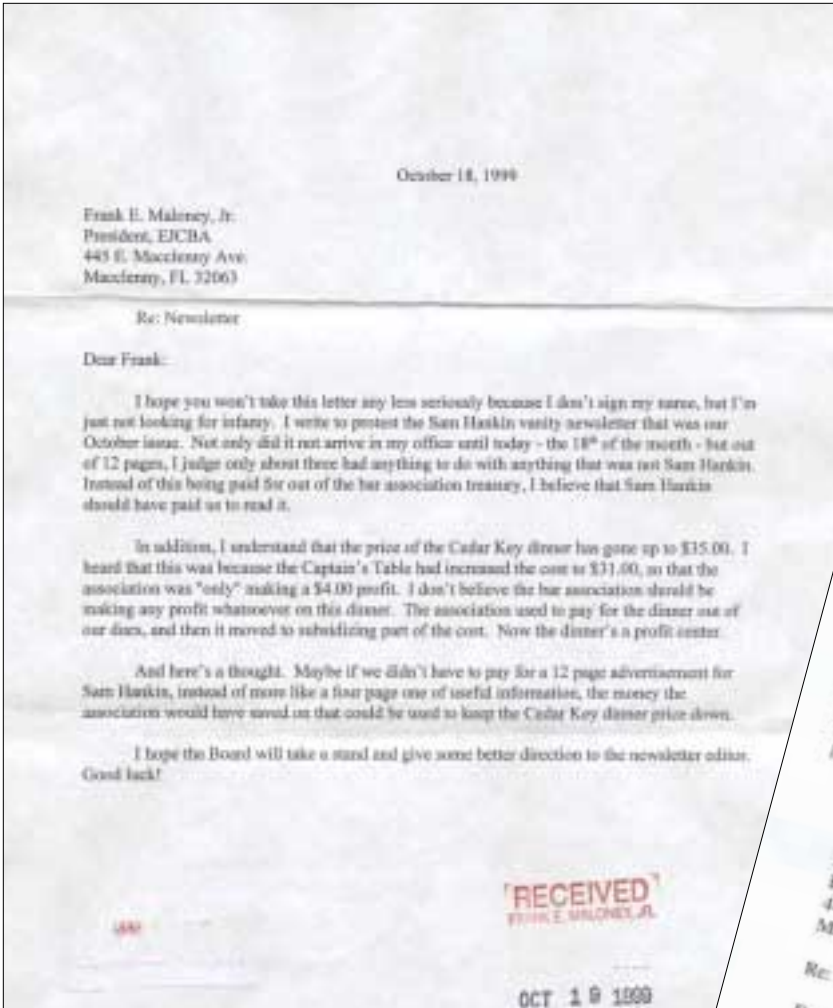 October 18, 1999
Frank E. Maloney, Jr.
President, EJCBA
445 E. Macclenny Ave.
Macclenny, FL 32063
Re: Newsletter
Dear Frank:
I hope you won't take this letter any less seriously because I don't sign my name, but I'm
just not looking for infamy. I write to protest the Sam Hankin vanity newsletter that was our
October issue. Not only did it not arrive in my office until today - the 18th of the month - but out
of 12 pages, I judge only about three had anything to do with anything that was not Sam Hankin.
Instead of this being paid for out of the bar association treasury, I believe that Sam Hankin
should have paid us to read it.
In addition, I understand that the price of the Cedar Key dinner has gone up to $35.00. I
heard that this was because the Captain's Table had increased the cost to $31.00, so that the
association was "only" making a $4.00 profit. I don't believe the bar association should be
making any profit whatsoever on this dinner. The association used to pay for the dinner out of
our dues, and then it moved to subsidizing part of the cost. Now the dinner's a profit center.
And here's a thought. Maybe if we didn't have to pay for a 12 page advertisement for
Sam Hankin, instead of more like a four page one of useful information, the money the
association would have saved on that could be used to keep the Cedar Key dinner price down.
I hope the Board will take a stand and give some better direction to the newsletter editor.
Good luck!
RECEIVED
FRANK E. MALONEY, JR.
OCT 19 1999
Re: